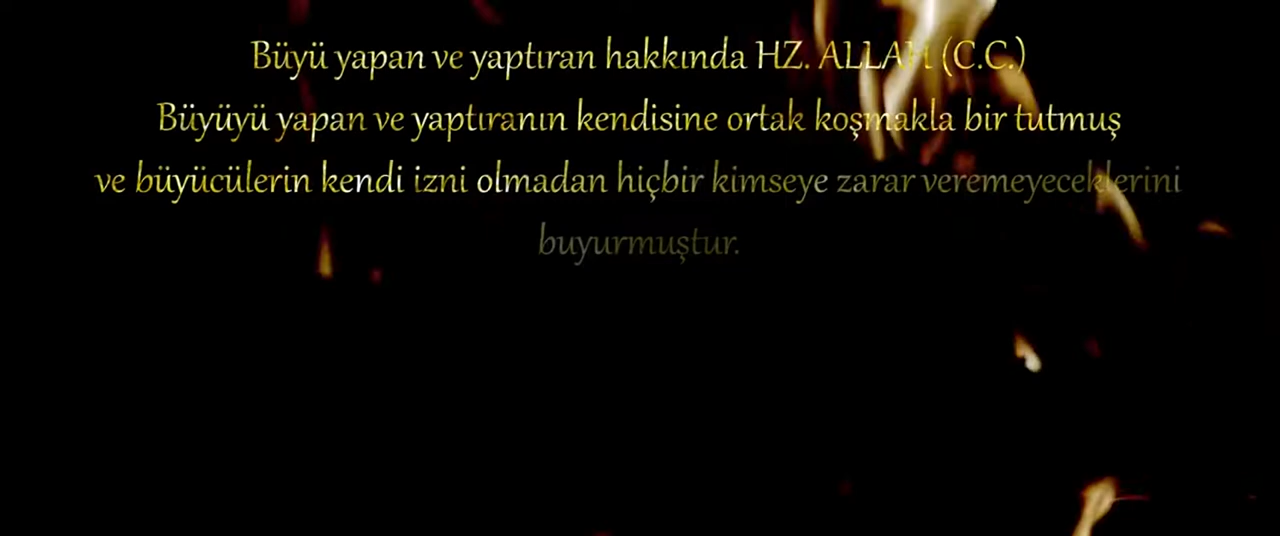 Büyü yapan ve yaptıran hakkında HZ. ALLAH (C.C.)
Büyüyü yapan ve yaptıranın kendisine ortak koşmakla bir tutmuş
ve büyücülerin kendi izni olmadan hiçbir kimseye zarar veremeyeceklerini
buyurmuştur.